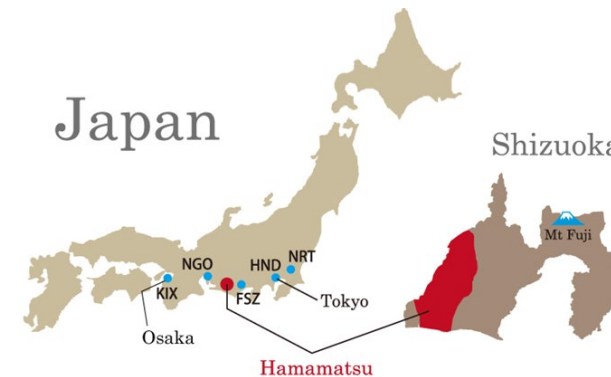 Japan
Shizuoka
Mt Fuji
NGO
HND
NRT
KIX
FSZ
Tokyo
Osaka
Hamamatsu